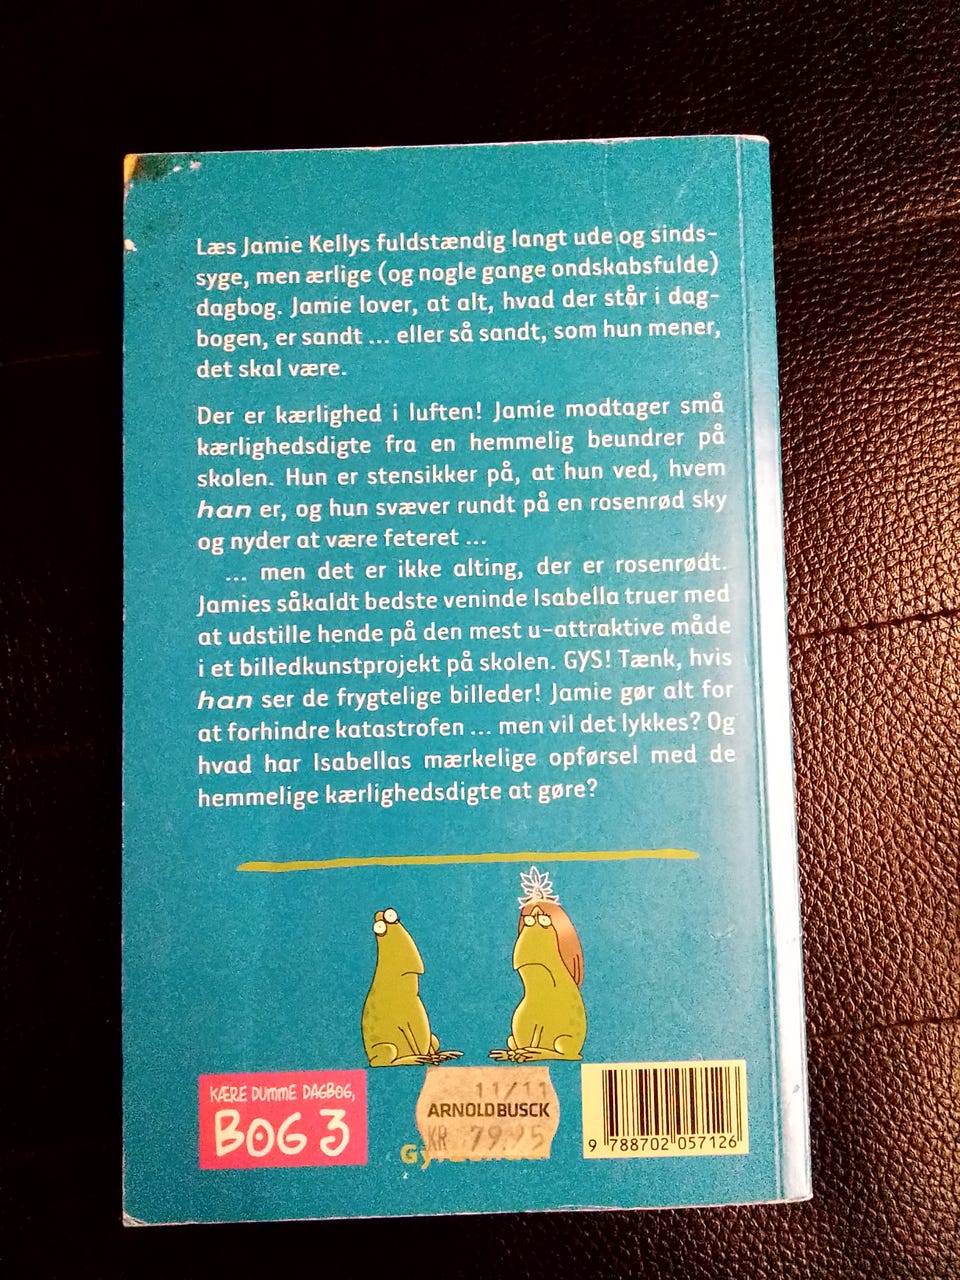 Læs Jamie Kellys fuldstændig langt ude og sinds-
syge, men ærlige (og nogle gange ondskabsfulde)
dagbog. Jamie lover, at alt, hvad der står i dag-
bogen, er sandt ... eller så sandt, som hun mener,
det skal være.
Der er kærlighed i luften! Jamie modtager små
kærlighedsdigte fra en hemmelig beundrer på
skolen. Hun er stensikker på, at hun ved, hvem
han er, og hun svæver rundt på en rosenrød sky
og nyder at være feteret ...
... men det er ikke alting, der er rosenrødt.
Jamies såkaldt bedste veninde Isabella truer med
at udstille hende på den mest u-attraktive måde
i et billedkunstprojekt på skolen. GYS! Tænk, hvis
han ser de frygtelige billeder! Jamie gør alt for
at forhindre katastrofen ... men vil det lykkes? Og
hvad har Isabellas mærkelige opførsel med de
hemmelige kærlighedsdigte at gøre?
KÆRE DUMME DAGBOG,
BOG 3
11/11
ARNOLD BUSCK
KR 79.95
9 788702 057126